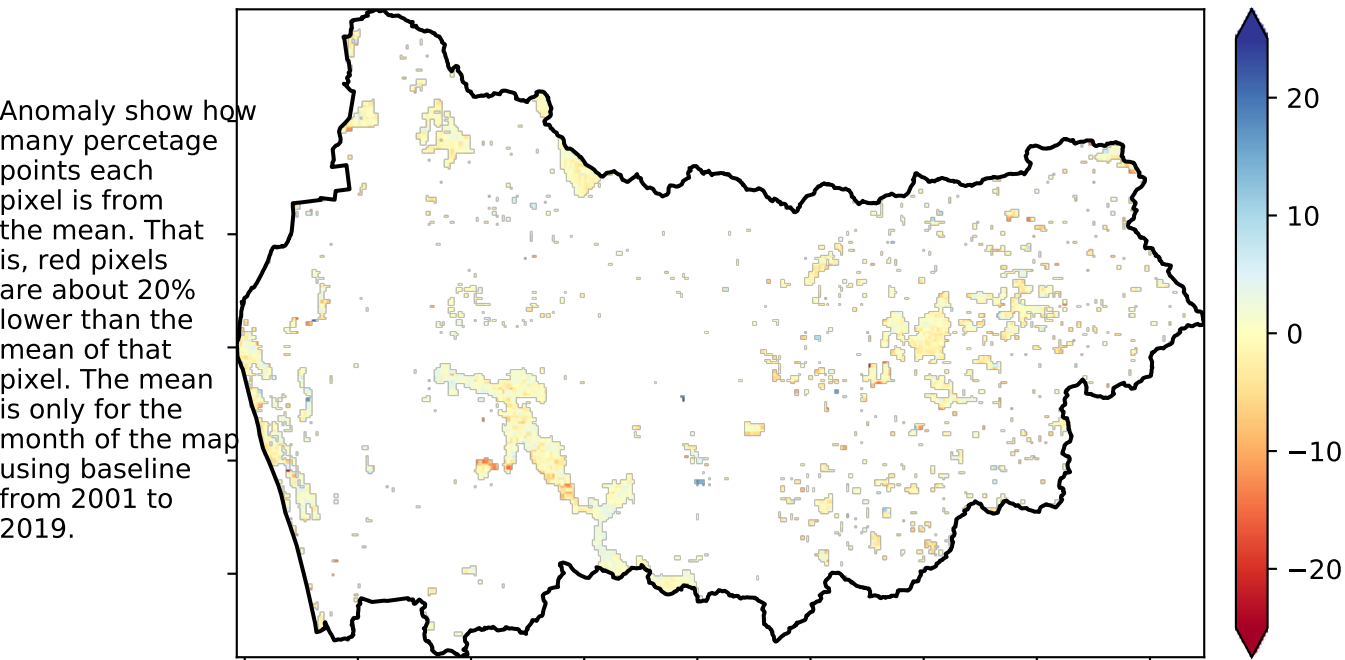 Anomaly show how
many percetage
points each
pixel is from
the mean. That
is, red pixels
are about 20%
lower than the
mean of that
pixel. The mean
is only for the
month of the map
using baseline
from 2001 to
2019.
20
10
0
−10
−20